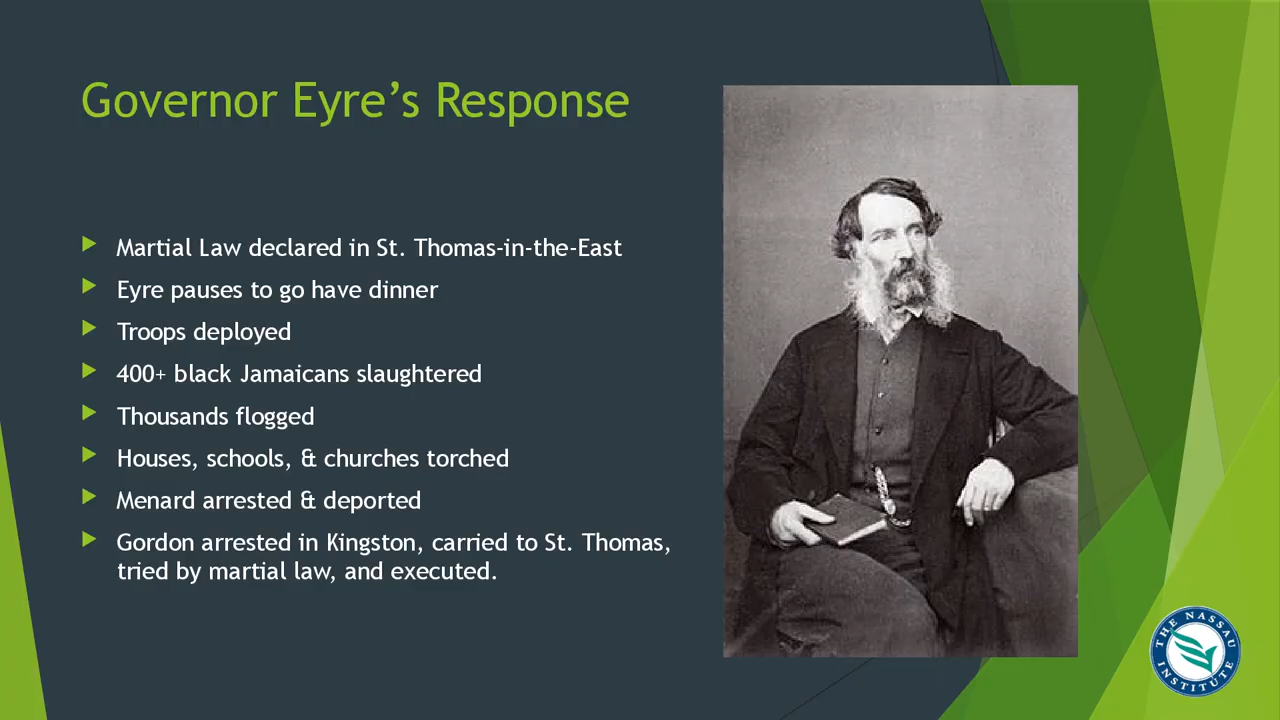 Governor Eyre’s Response
Martial Law declared in St. Thomas-in-the-East
Eyre pauses to go have dinner
Troops deployed
400+ black Jamaicans slaughtered
Thousands flogged
Houses, schools, & churches torched
Menard arrested & deported
Gordon arrested in Kingston, carried to St. Thomas,
tried by martial law, and executed.
THE NASSAU
INSTITUTE